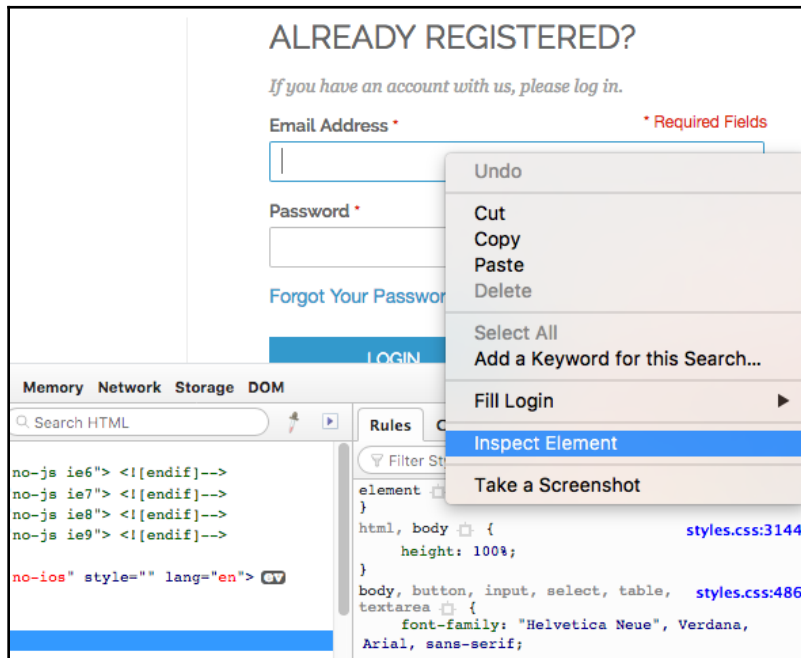 ALREADY REGISTERED?
If you have an account with us, please log in.
Email Address * * Required Fields
Password *
Forgot Your Passwor
LOGIN
Undo
Cut
Copy
Paste
Delete
Select All
Add a Keyword for this Search...
Fill Login
Inspect Element
Take a Screenshot
Memory Network Storage DOM
Search HTML
no-js ie6"> <![endif]-->
no-js ie7"> <![endif]-->
no-js ie8"> <![endif]-->
no-js ie9"> <![endif]-->
no-ios" style="" lang="en"> ev
Rules C
Filter St
element
}
html, body { styles.css:3144
height: 100%;
}
body, button, input, select, table, styles.css:486
textarea {
font-family: "Helvetica Neue", Verdana,
Arial, sans-serif;